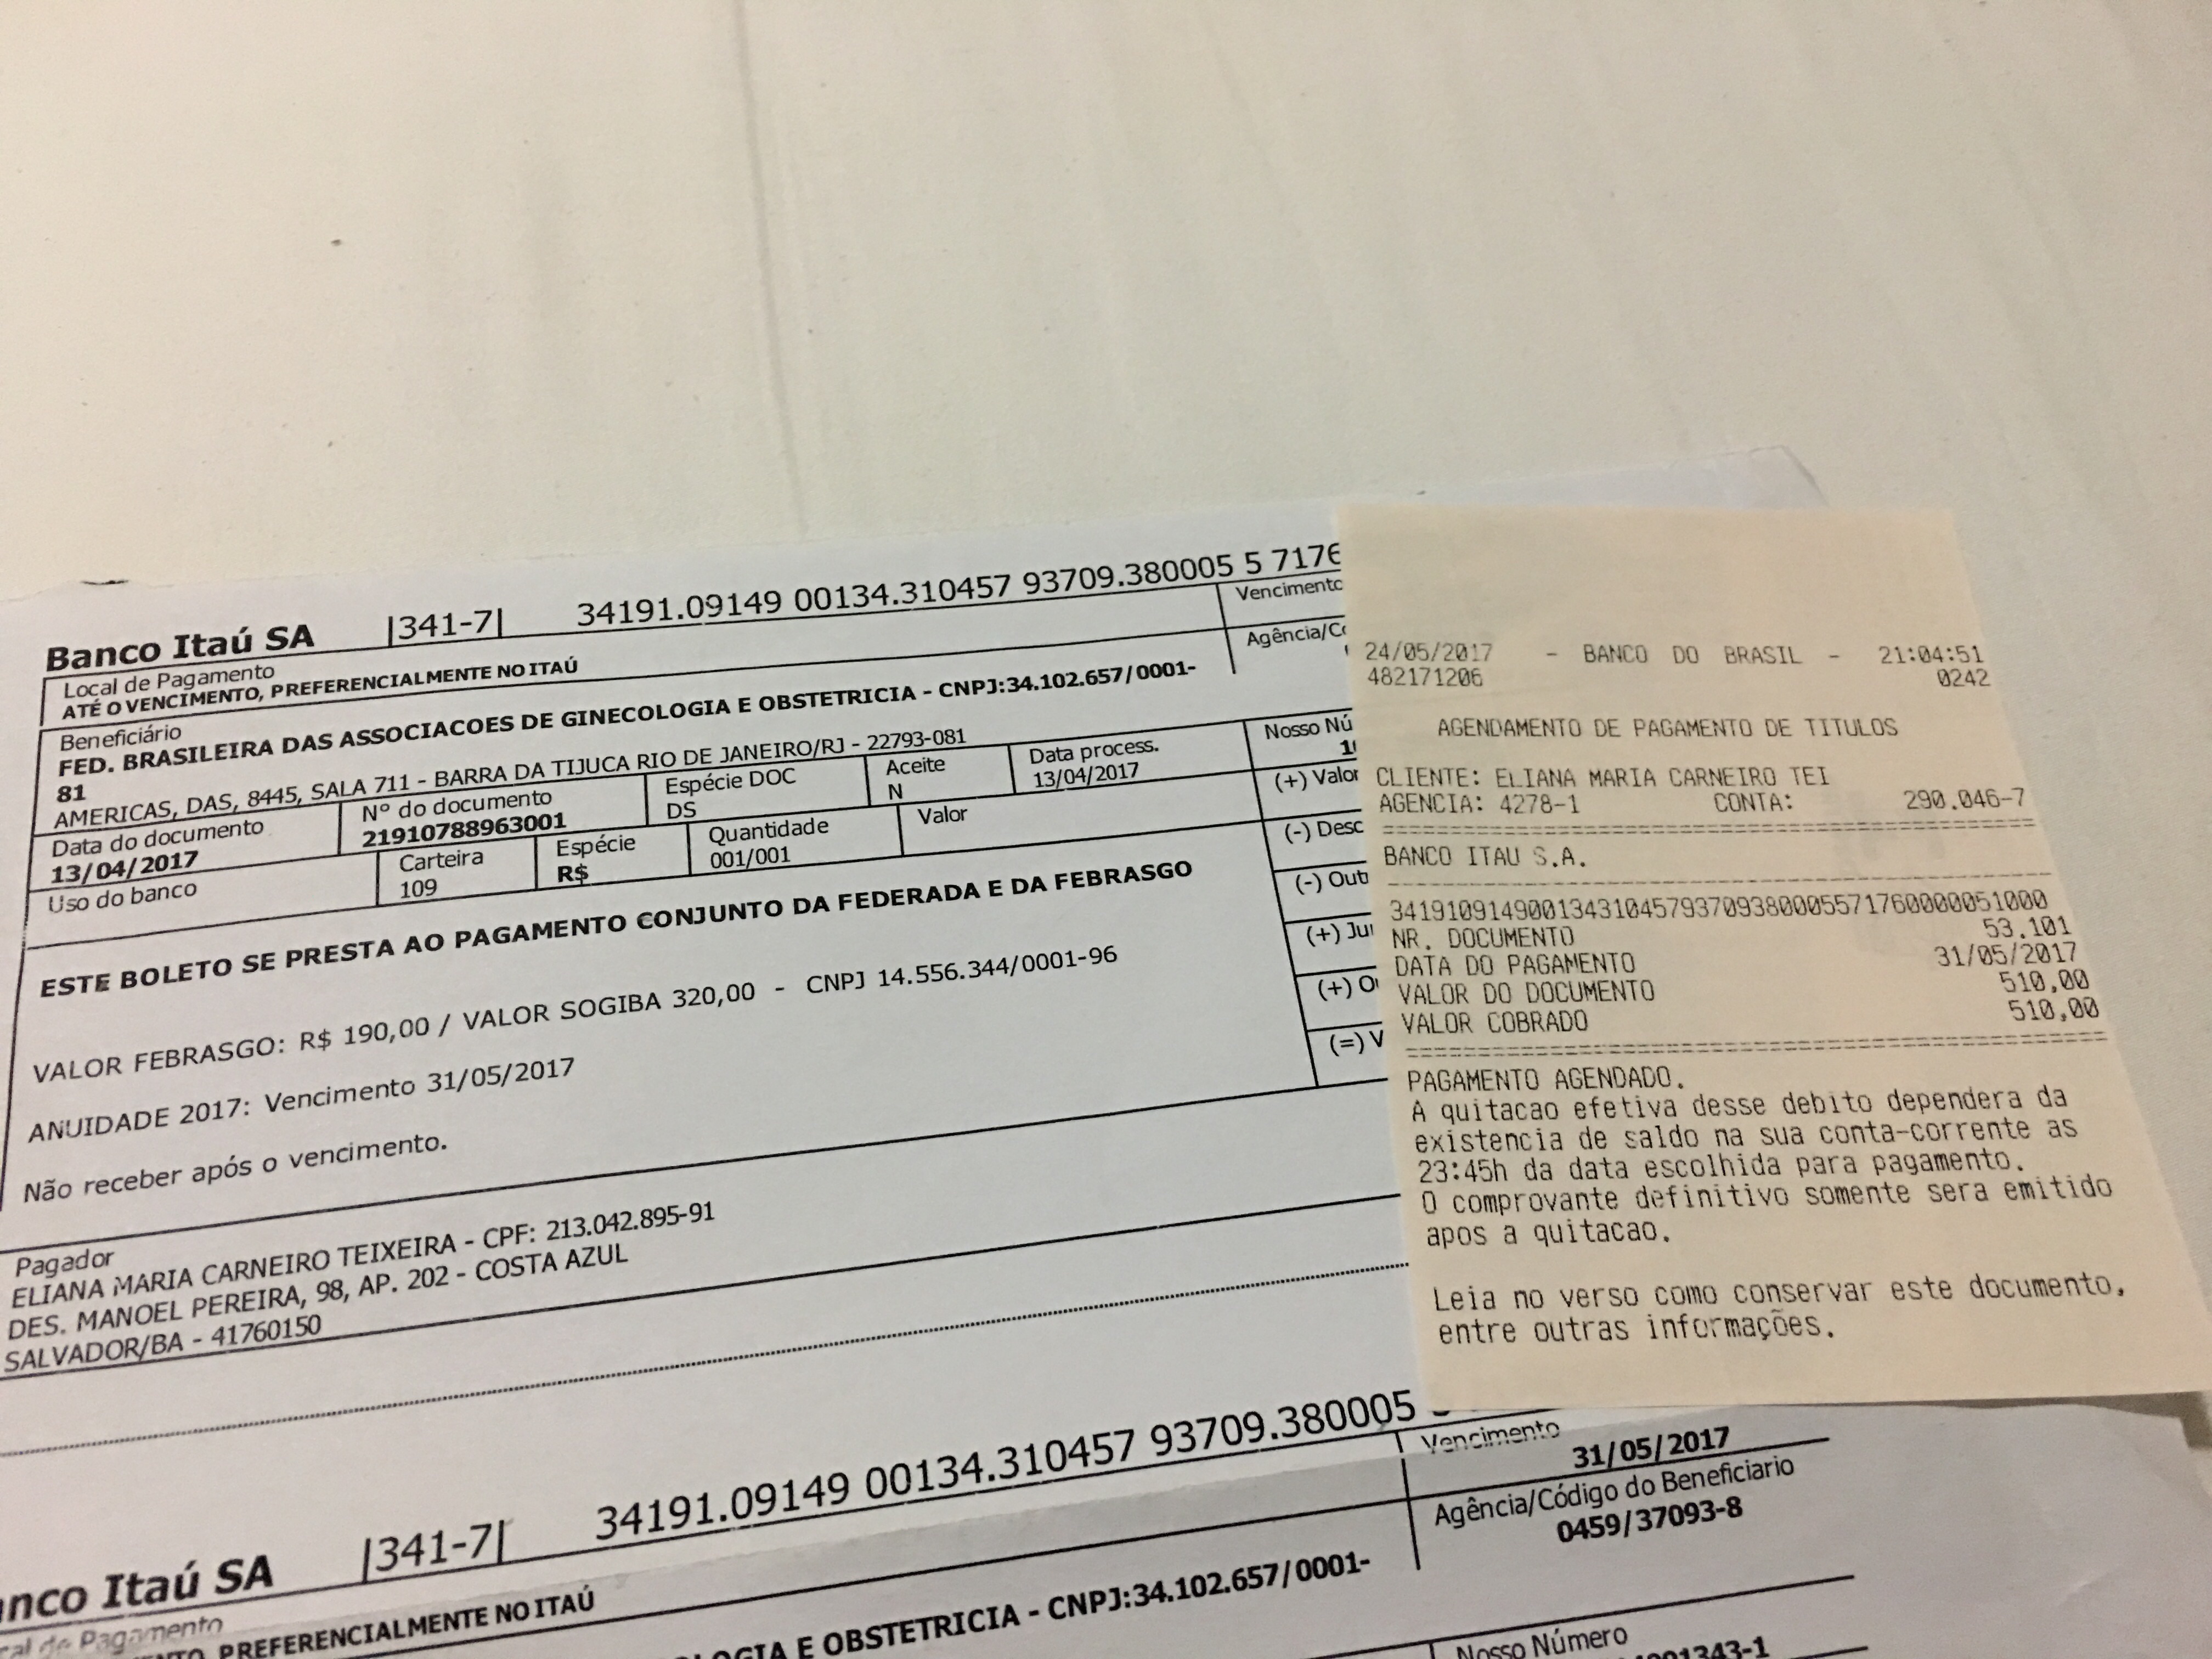 Banco Itaú SA |341-7| 34191.09149 00134.310457 93709.380005 5 7176
Local de Pagamento
ATÉ O VENCIMENTO, PREFERENCIALMENTE NO ITAÚ
Vencimento
Beneficiário
FED. BRASILEIRA DAS ASSOCIACOES DE GINECOLOGIA E OBSTETRICIA - CNPJ:34.102.657/0001-
81
AMERICAS, DAS, 8445, SALA 711 - BARRA DA TIJUCA RIO DE JANEIRO/RJ - 22793-081
Agência/Có
Data do documento
13/04/2017
Nº do documento
21910788963001
Espécie DOC
DS
Aceite
N
Data process.
13/04/2017
Nosso Nú
1
Uso do banco
Carteira
109
Espécie
R$
Quantidade
001/001
Valor
(+) Valor
(-) Desc
(-) Out
(+) Ju
(+) O
(=) V
ESTE BOLETO SE PRESTA AO PAGAMENTO CONJUNTO DA FEDERADA E DA FEBRASGO
VALOR FEBRASGO: R$ 190,00 / VALOR SOGIBA 320,00 - CNPJ 14.556.344/0001-96
ANUIDADE 2017: Vencimento 31/05/2017
Não receber após o vencimento.
Pagador
ELIANA MARIA CARNEIRO TEIXEIRA - CPF: 213.042.895-91
DES. MANOEL PEREIRA, 98, AP. 202 - COSTA AZUL
SALVADOR/BA - 41760150
24/05/2017 - BANCO DO BRASIL - 21:04:51
482171206 0242
AGENDAMENTO DE PAGAMENTO DE TITULOS
CLIENTE: ELIANA MARIA CARNEIRO TEI
AGENCIA: 4278-1 CONTA: 290.046-7
BANCO ITAU S.A.
34191091490013431045793709380005571760000051000
NR. DOCUMENTO 53.101
DATA DO PAGAMENTO 31/05/2017
VALOR DO DOCUMENTO 510,00
VALOR COBRADO 510,00
PAGAMENTO AGENDADO.
A quitacao efetiva desse debito dependera da
existencia de saldo na sua conta-corrente as
23:45h da data escolhida para pagamento.
O comprovante definitivo somente sera emitido
apos a quitacao.
Leia no verso como conservar este documento,
entre outras informações.
nco Itaú SA |341-7| 34191.09149 00134.310457 93709.380005
cal de Pagamento
NTO, PREFERENCIALMENTE NO ITAÚ
Vencimento
31/05/2017
Agência/Código do Beneficiario
0459/37093-8
OLOGIA E OBSTETRICIA - CNPJ:34.102.657/0001-
Nosso Número
1343-1